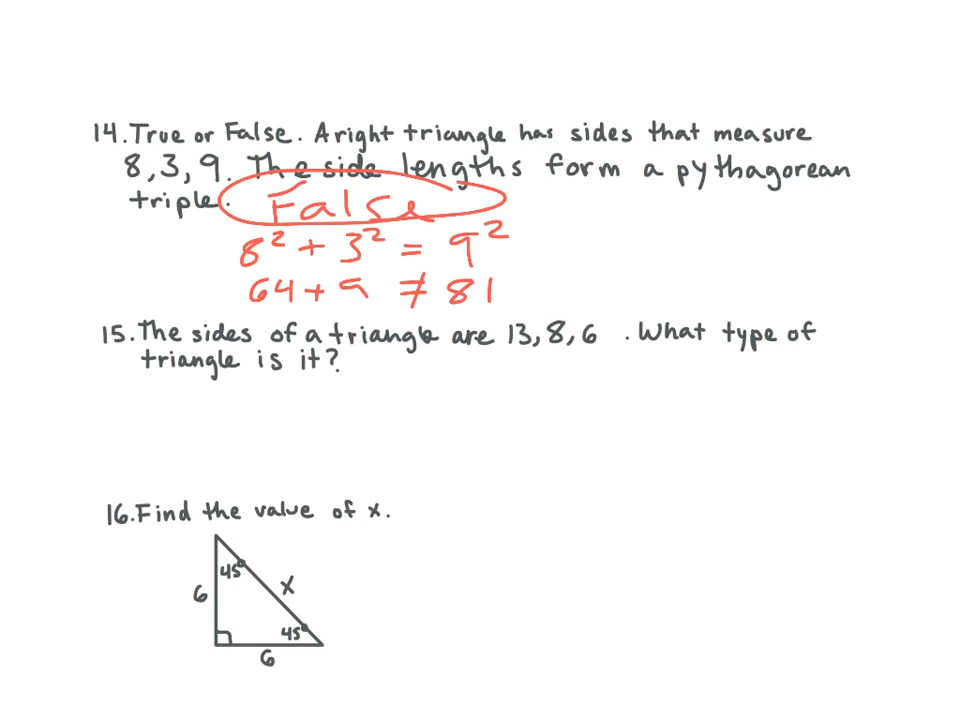 14. True or False. A right triangle has sides that measure
8, 3, 9. The side lengths form a pythagorean
triple. False
8² + 3² = 9²
64 + 9 ≠ 81
15. The sides of a triangle are 13, 8, 6 . What type of
triangle is it?
16. Find the value of x.
45°
6
x
45°
6